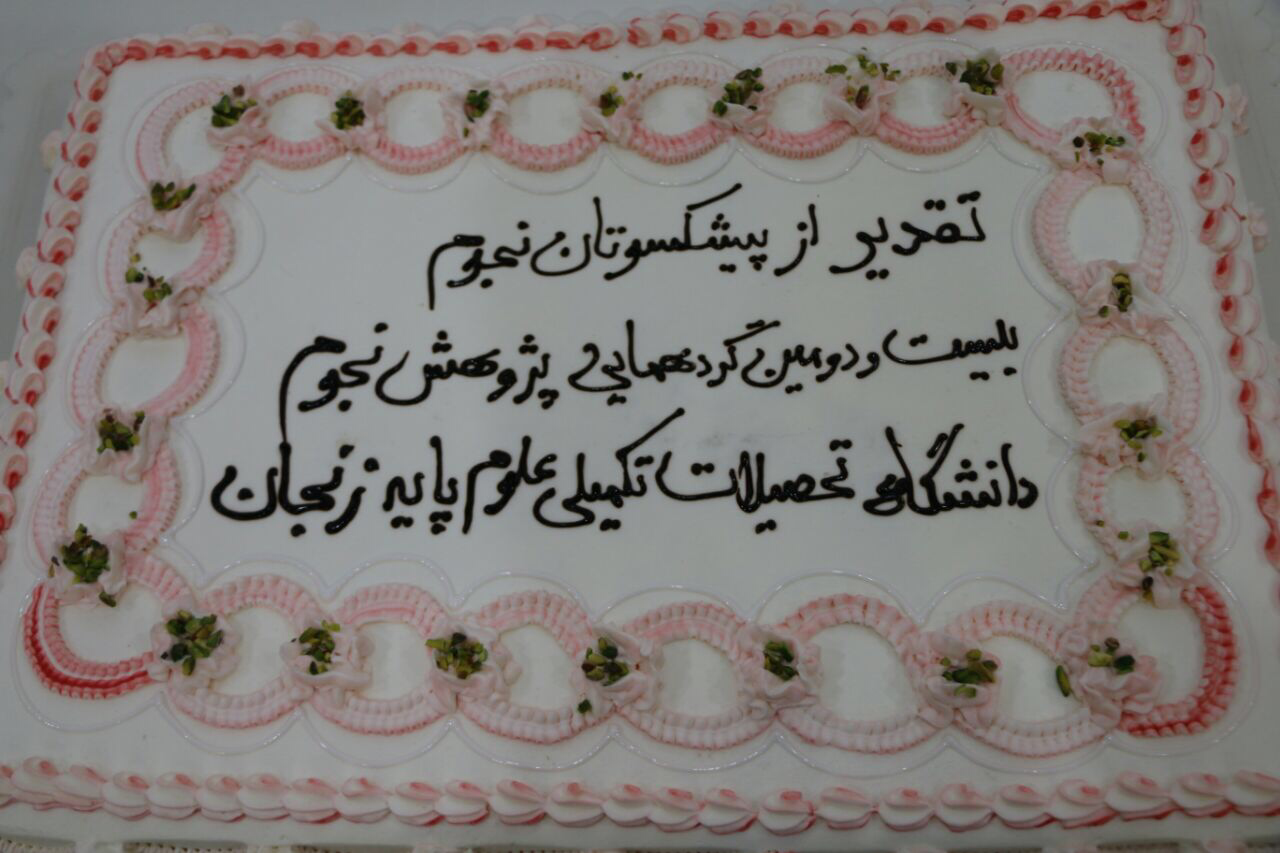 تقدیر از پیشکسوتان نجوم
بیست و دومین گردهمایی پژوهش نجوم
دانشگاه تحصیلات تکمیلی علوم پایه زنجان